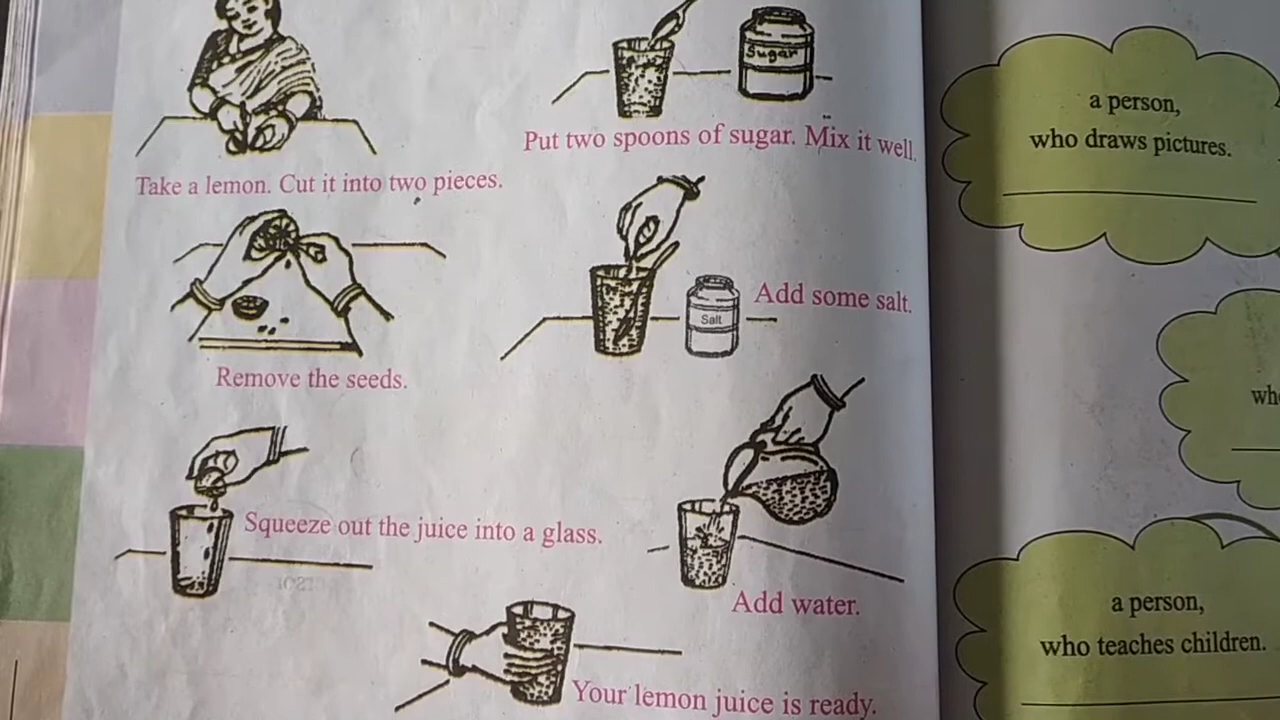 Take a lemon. Cut it into two pieces.
Remove the seeds.
Squeeze out the juice into a glass.
Sugar
Put two spoons of sugar. Mix it well.
Salt
Add some salt.
Add water.
Your lemon juice is ready.
a person,
who draws pictures.
a person,
who teaches children.